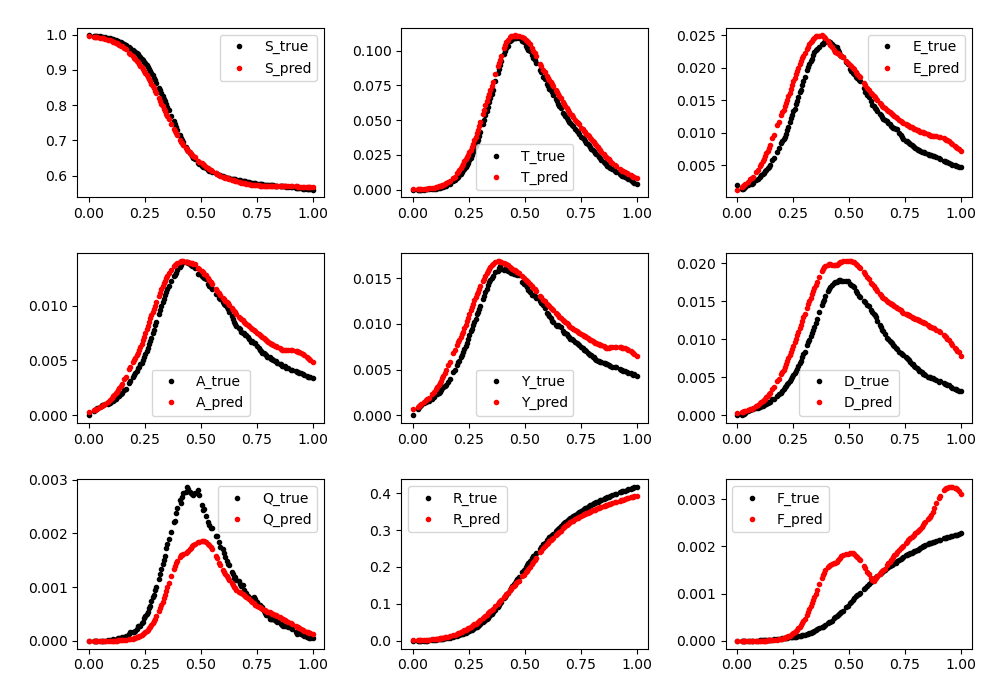 1.0
0.9
0.8
0.7
0.6
S_true
S_pred
0.00 0.25 0.50 0.75 1.00
0.100
0.075
0.050
0.025
0.000
T_true
T_pred
0.00 0.25 0.50 0.75 1.00
0.025
0.020
0.015
0.010
0.005
E_true
E_pred
0.00 0.25 0.50 0.75 1.00
0.010
0.005
0.000
A_true
A_pred
0.00 0.25 0.50 0.75 1.00
0.015
0.010
0.005
0.000
Y_true
Y_pred
0.00 0.25 0.50 0.75 1.00
0.020
0.015
0.010
0.005
0.000
D_true
D_pred
0.00 0.25 0.50 0.75 1.00
0.003
0.002
0.001
0.000
Q_true
Q_pred
0.00 0.25 0.50 0.75 1.00
0.4
0.3
0.2
0.1
0.0
R_true
R_pred
0.00 0.25 0.50 0.75 1.00
0.003
0.002
0.001
0.000
F_true
F_pred
0.00 0.25 0.50 0.75 1.00